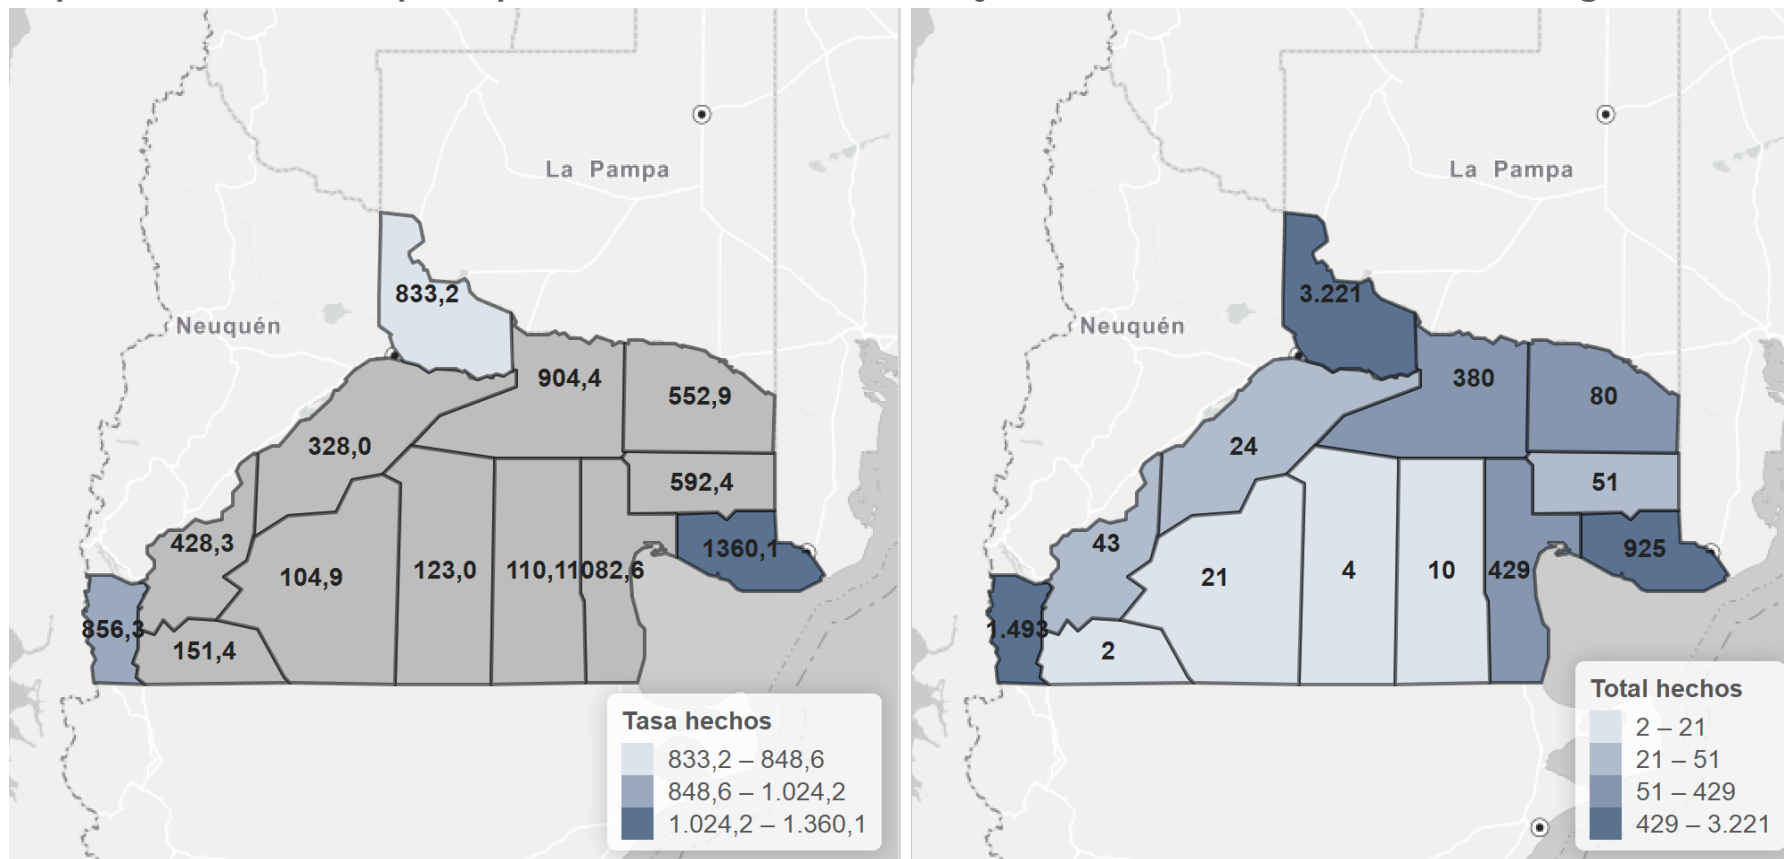 La Pampa
833,2
Neuquén
904,4
552,9
328,0
592,4
428,3
1360,1
104,9
123,0
110,1
1082,6
856,3
151,4
Tasa hechos
833,2 – 848,6
848,6 – 1.024,2
1.024,2 – 1.360,1
La Pampa
3.221
Neuquén
380
80
24
51
43
925
21
4
10
429
1.493
2
Total hechos
2 – 21
21 – 51
51 – 429
429 – 3.221